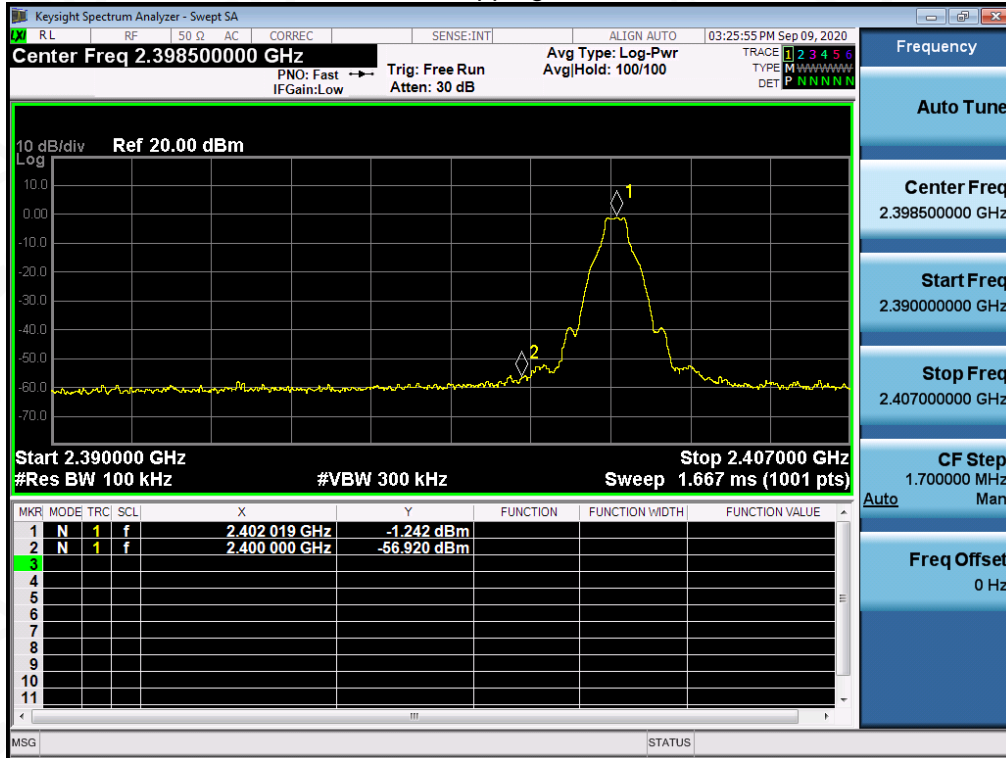 Keysight Spectrum Analyzer - Swept SA
LXI RL RF 50 Ω AC CORREC SENSE:INT ALIGN AUTO 03:25:55 PM Sep 09, 2020
Center Freq 2.398500000 GHz
PNO: Fast Trig: Free Run
IFGain:Low Atten: 30 dB
Avg Type: Log-Pwr
Avg|Hold: 100/100
TRACE 1 2 3 4 5 6
TYPE M WWWWW
DET P N N N N N
10 dB/div Ref 20.00 dBm
Log
10.0
0.00
-10.0
-20.0
-30.0
-40.0
-50.0
-60.0
-70.0
1
2
Start 2.390000 GHz Stop 2.407000 GHz
#Res BW 100 kHz #VBW 300 kHz Sweep 1.667 ms (1001 pts)
MKR MODE TRC SCL X Y FUNCTION FUNCTION WIDTH FUNCTION VALUE
1 N 1 f 2.402 019 GHz -1.242 dBm
2 N 1 f 2.400 000 GHz -56.920 dBm
3
4
5
6
7
8
9
10
11
MSG STATUS
Frequency
Auto Tune
Center Freq
2.398500000 GHz
Start Freq
2.390000000 GHz
Stop Freq
2.407000000 GHz
CF Step
1.700000 MHz
Auto Man
Freq Offset
0 Hz